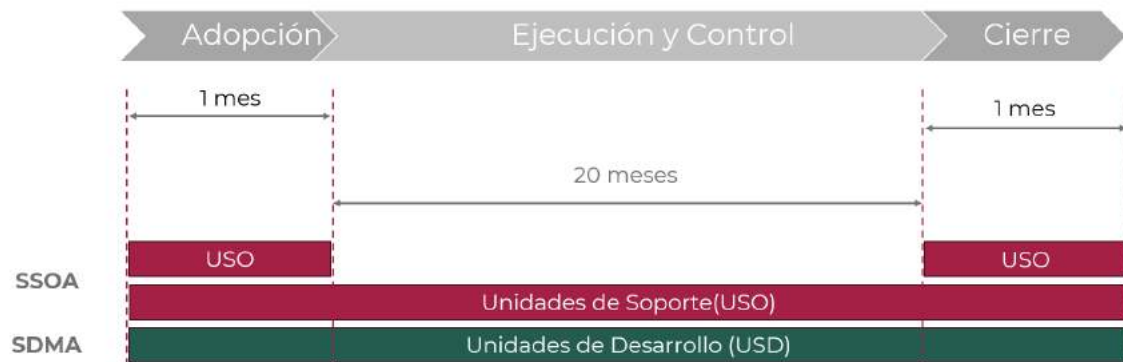 Adopción
Ejecución y Control
Cierre
1 mes
1 mes
20 meses
USO
USO
SSOA
Unidades de Soporte(USO)
SDMA
Unidades de Desarrollo (USD)